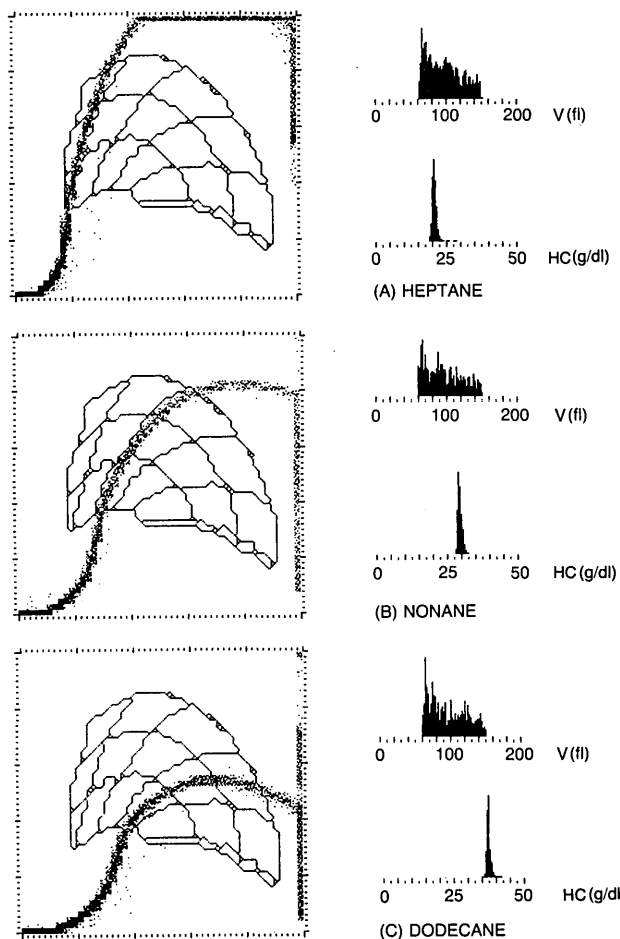 0 100 200 V(fl)
0 25 50 HC(g/dl)
(A) HEPTANE
0 100 200 V(fl)
0 25 50 HC(g/dl)
(B) NONANE
0 100 200 V(fl)
0 25 50 HC(g/dl
(C) DODECANE